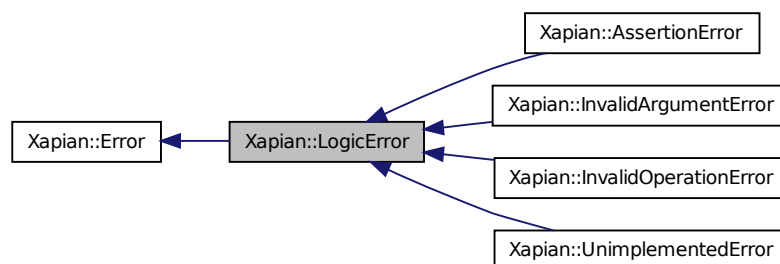 Xapian::AssertionError
Xapian::InvalidArgumentError
Xapian::Error
Xapian::LogicError
Xapian::InvalidOperationError
Xapian::UnimplementedError